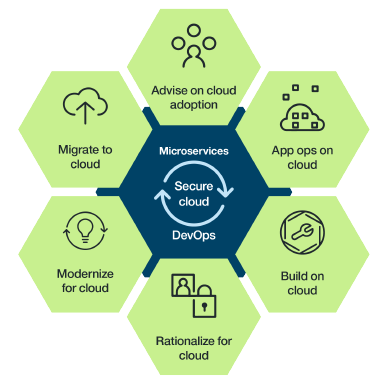 Advise on cloud
adoption
Migrate to
cloud
App ops on
cloud
Microservices
Secure
cloud
DevOps
Modernize
for cloud
Build on
cloud
Rationalize for
cloud